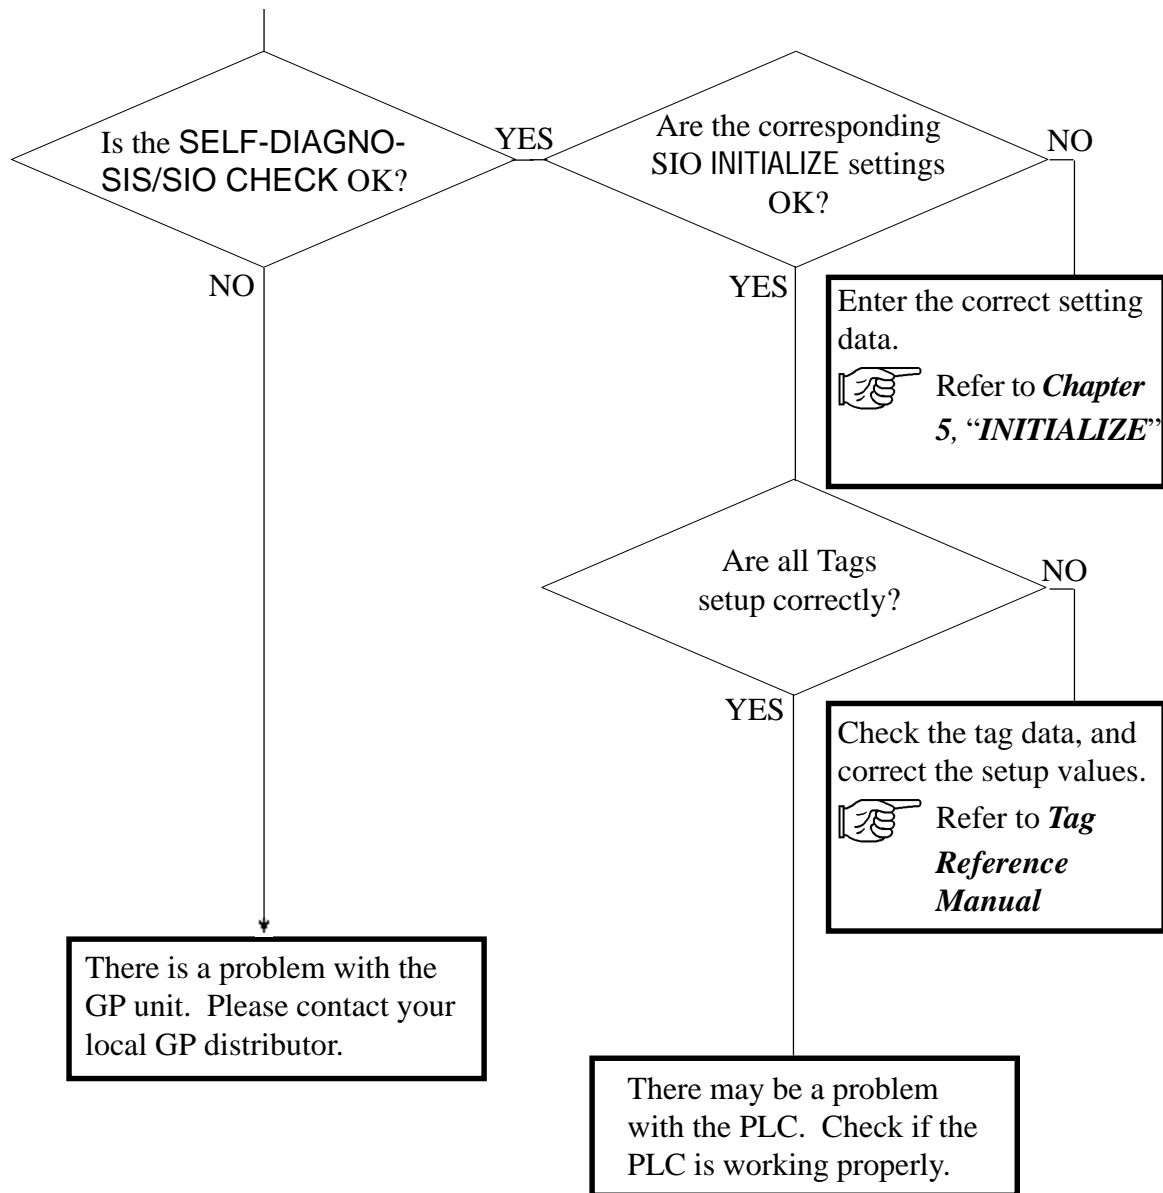 Is the SELF-DIAGNO-
SIS/SIO CHECK OK?
YES
NO
Are the corresponding
SIO INITIALIZE settings
OK?
NO
YES
Enter the correct setting
data.
Refer to Chapter
5, “INITIALIZE”
Are all Tags
setup correctly?
NO
YES
Check the tag data, and
correct the setup values.
Refer to Tag
Reference
Manual
There is a problem with the
GP unit. Please contact your
local GP distributor.
There may be a problem
with the PLC. Check if the
PLC is working properly.